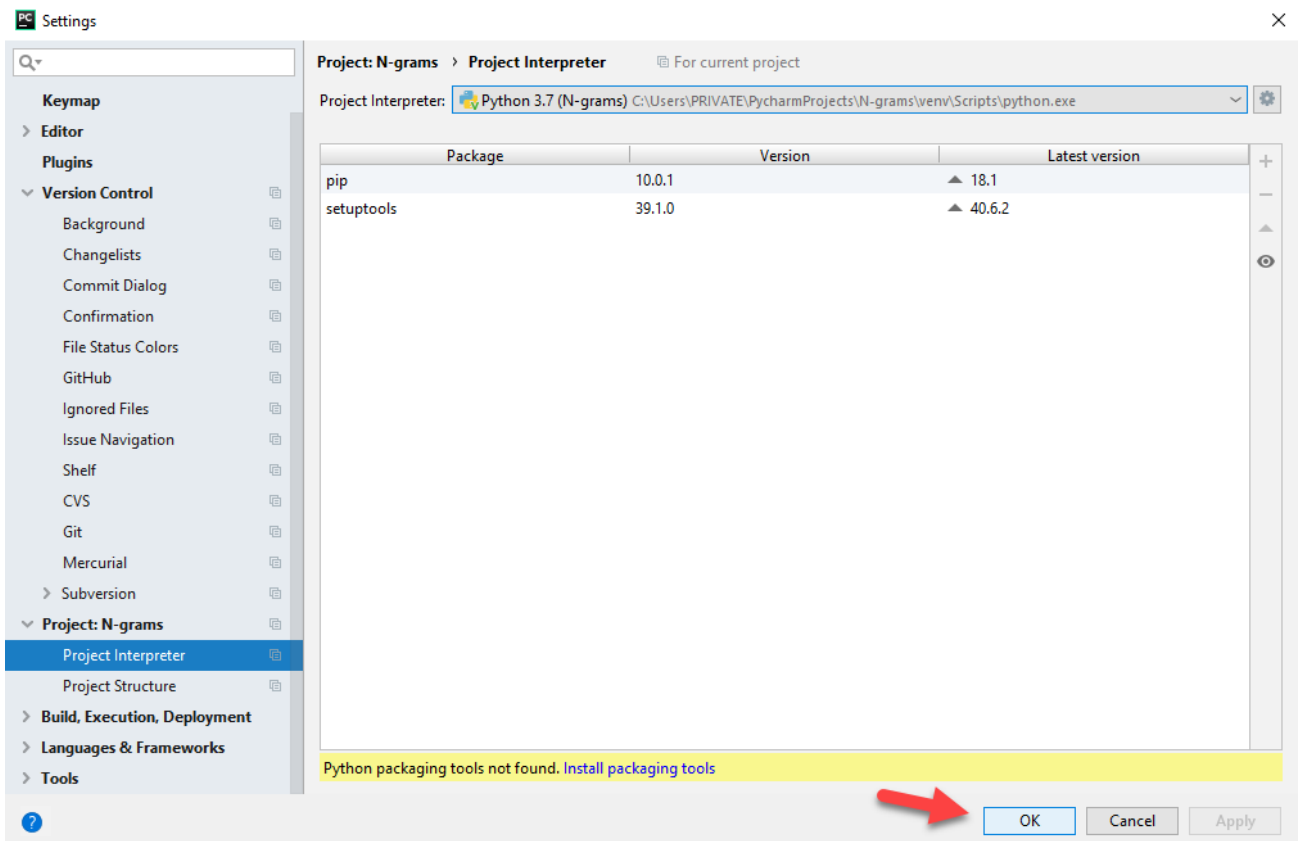 PC Settings
Keymap
Editor
Plugins
Version Control
Background
Changelists
Commit Dialog
Confirmation
File Status Colors
GitHub
Ignored Files
Issue Navigation
Shelf
CVS
Git
Mercurial
Subversion
Project: N-grams
Project Interpreter
Project Structure
Build, Execution, Deployment
Languages & Frameworks
Tools
?
Project: N-grams › Project Interpreter For current project
Project Interpreter: Python 3.7 (N-grams) C:\Users\PRIVATE\PycharmProjects\N-grams\venv\Scripts\python.exe
Package Version Latest version
pip 10.0.1 18.1
setuptools 39.1.0 40.6.2
Python packaging tools not found. Install packaging tools
OK Cancel Apply